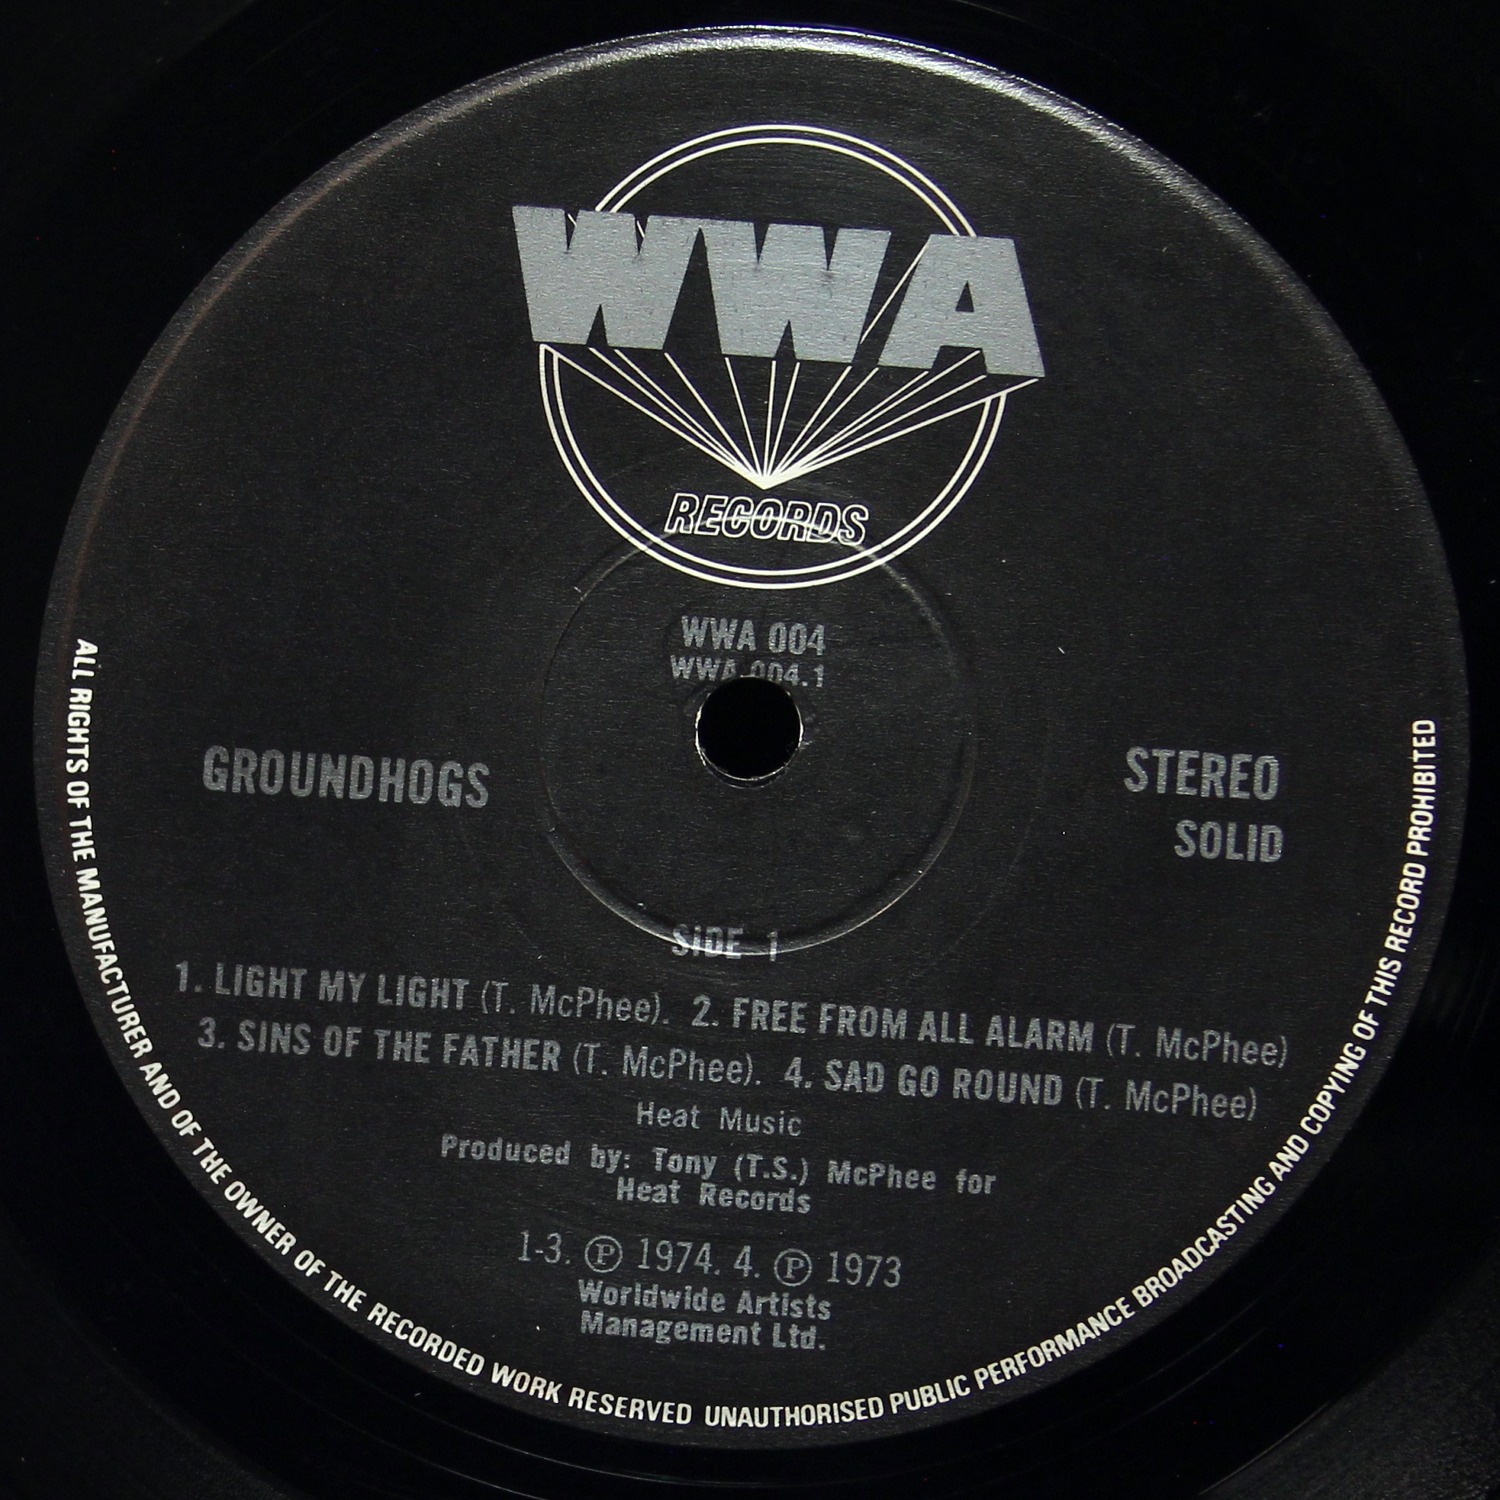 WWA
RECORDS
WWA 004
WWA 004.1
GROUNDHOGS
STEREO
SOLID
SIDE 1
1. LIGHT MY LIGHT (T. McPhee). 2. FREE FROM ALL ALARM (T. McPhee)
3. SINS OF THE FATHER (T. McPhee). 4. SAD GO ROUND (T. McPhee)
Heat Music
Produced by: Tony (T.S.) McPhee for
Heat Records
1-3. Ⓟ 1974. 4. Ⓟ 1973
Worldwide Artists
Management Ltd.
ALL RIGHTS OF THE MANUFACTURER AND OF THE OWNER OF THE RECORDED WORK RESERVED UNAUTHORISED PUBLIC PERFORMANCE BROADCASTING AND COPYING OF THIS RECORD PROHIBITED